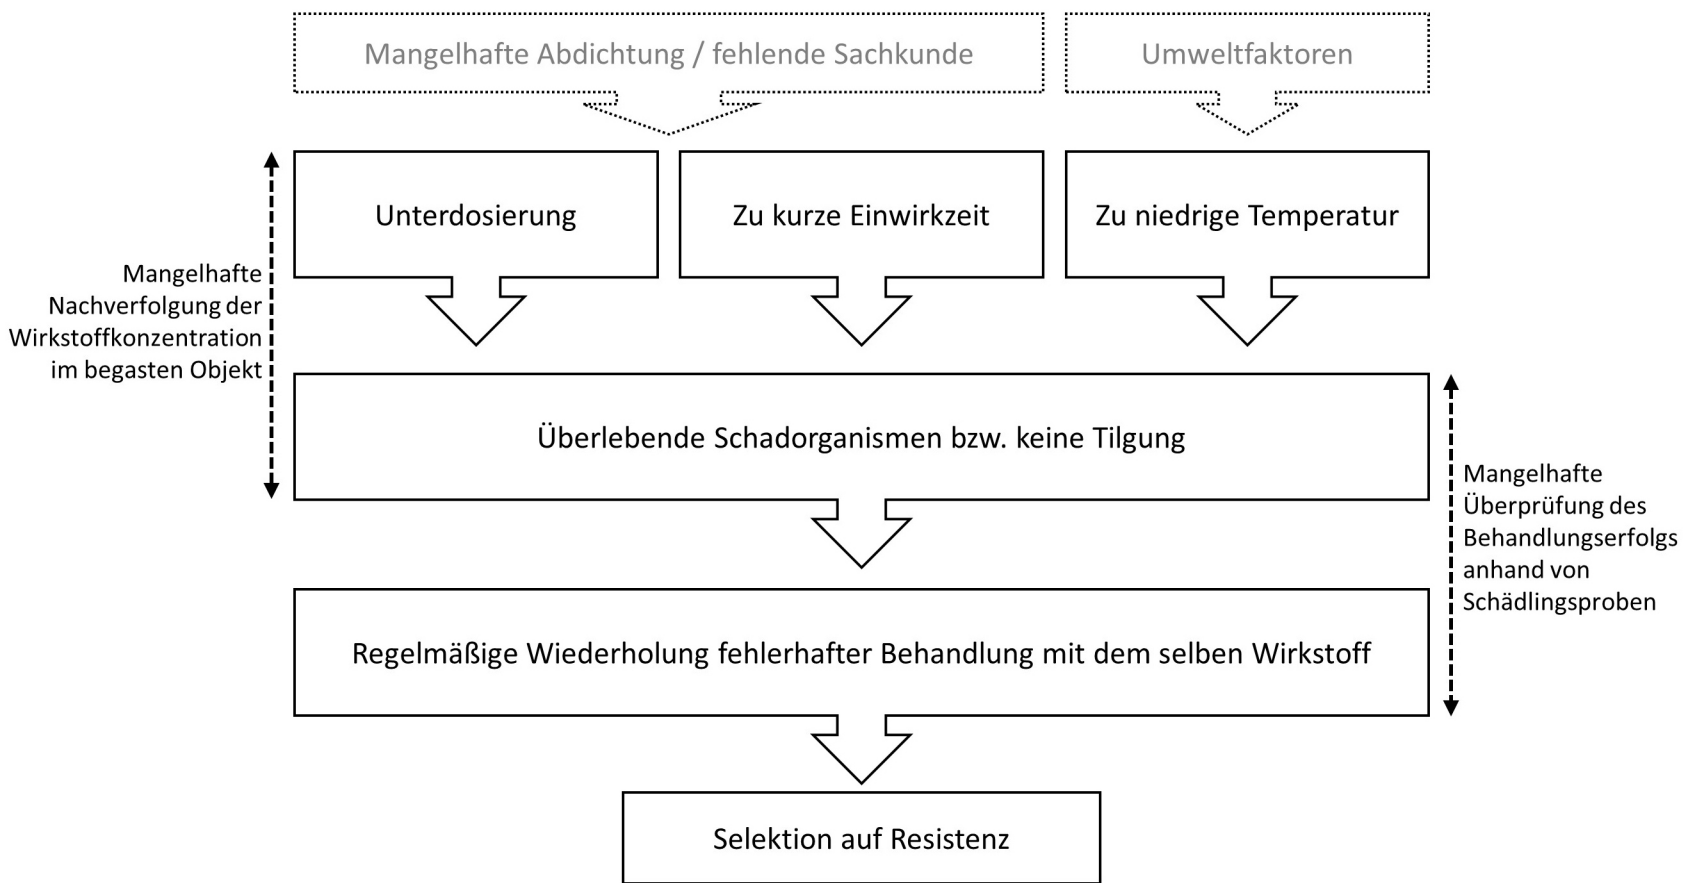 Mangelhafte Abdichtung / fehlende Sachkunde
Umweltfaktoren
Unterdosierung
Zu kurze Einwirkzeit
Zu niedrige Temperatur
Mangelhafte
Nachverfolgung der
Wirkstoffkonzentration
im begasten Objekt
Überlebende Schadorganismen bzw. keine Tilgung
Mangelhafte
Überprüfung des
Behandlungserfolgs
anhand von
Schädlingsproben
Regelmäßige Wiederholung fehlerhafter Behandlung mit dem selben Wirkstoff
Selektion auf Resistenz